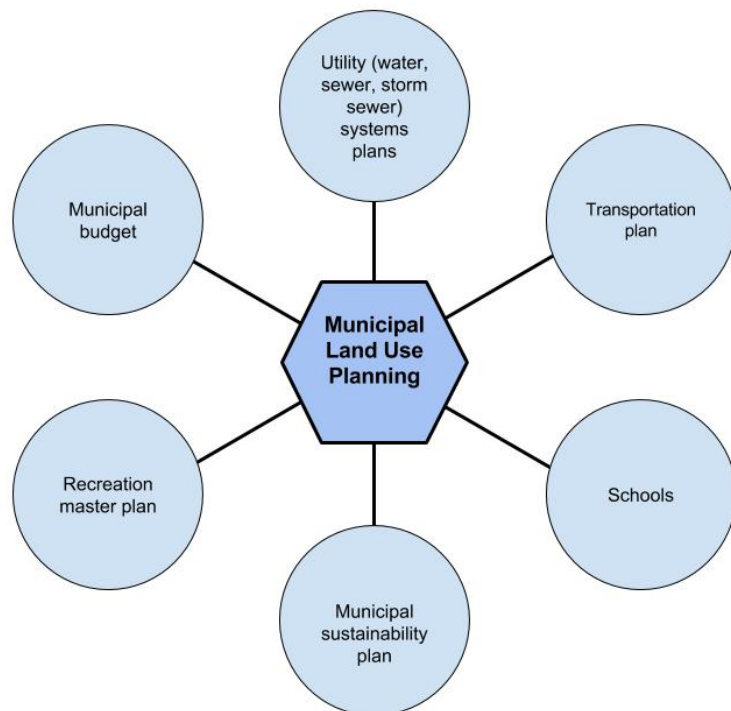 Utility (water,
sewer, storm
sewer)
systems
plans
Municipal
budget
Transportation
plan
Municipal
Land Use
Planning
Recreation
master plan
Schools
Municipal
sustainability
plan